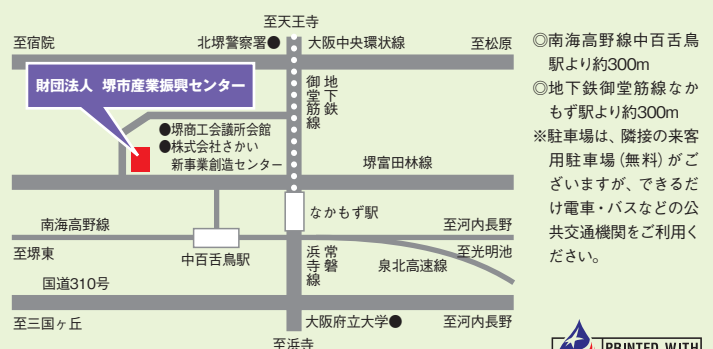 至天王寺
至宿院
北堺警察署●
大阪中央環状線
至松原
財団法人 堺市産業振興センター
地下鉄
御堂筋線
●堺商工会議所会館
●株式会社さかい
新事業創造センター
堺富田林線
なかもず駅
南海高野線
至河内長野
至堺東
中百舌鳥駅
常磐
浜寺線
泉北高速線
至光明池
国道310号
至三国ヶ丘
大阪府立大学●
至河内長野
至浜寺
◎南海高野線中百舌鳥
駅より約300m
◎地下鉄御堂筋線なか
もず駅より約300m
※駐車場は、隣接の来客
用駐車場（無料）がご
ざいますが、できるだ
け電車・バスなどの公
共交通機関をご利用く
ださい。
PRINTED WITH